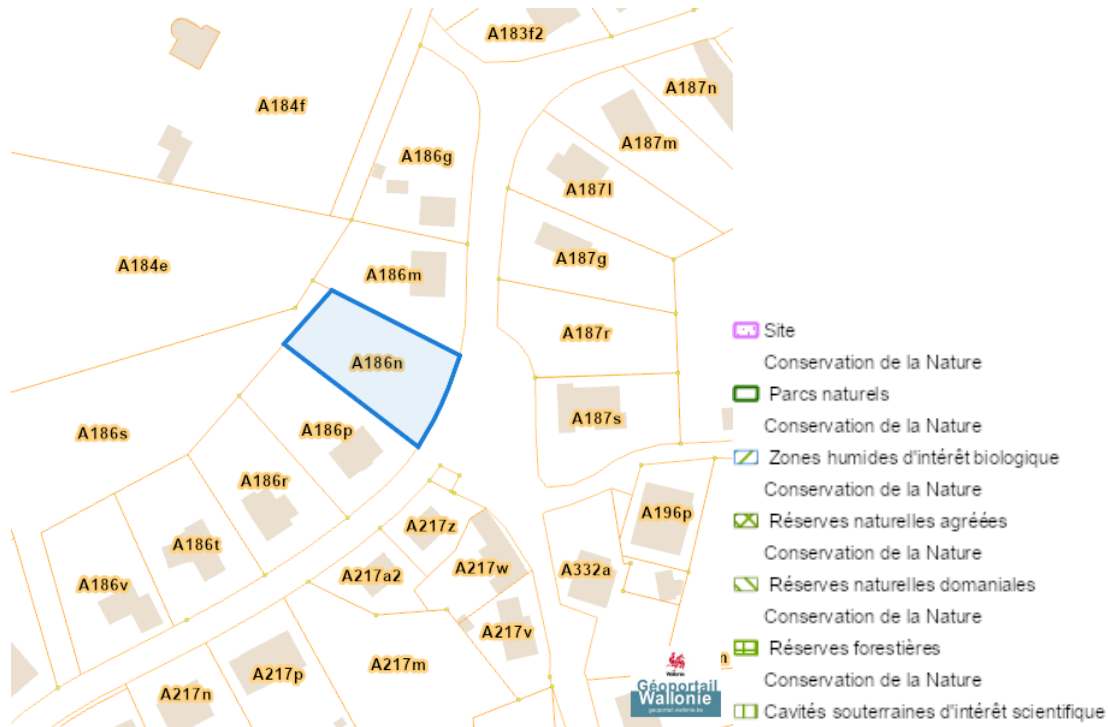 A183f2
A187n
A184f
A187m
A186g
A187l
A184e
A186m
A187g
A187r
A186n
A186s
A186p
A187s
A186r
A217z
A196p
A186t
A217a2
A217w
A332a
A186v
A217v
A217m
A217p
A217n
Wallonie
Géoportail
Wallonie
geoportail.wallonie.be
Site
Conservation de la Nature
Parcs naturels
Conservation de la Nature
Zones humides d'intérêt biologique
Conservation de la Nature
Réserves naturelles agréées
Conservation de la Nature
Réserves naturelles domaniales
Conservation de la Nature
Réserves forestières
Conservation de la Nature
Cavités souterraines d'intérêt scientifique